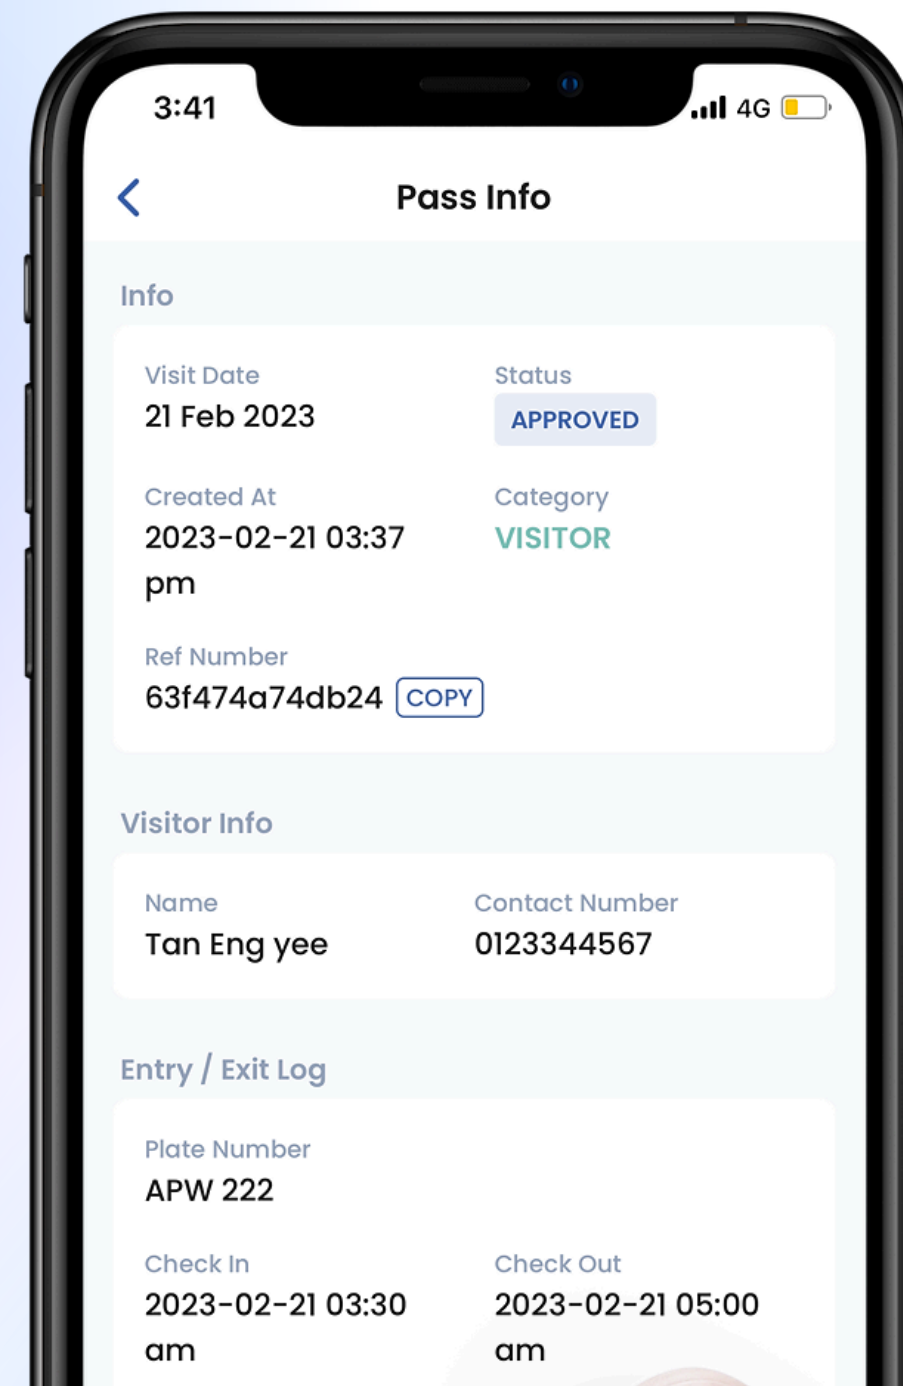 3:41
4G
Pass Info
Info
Visit Date
Status
21 Feb 2023
APPROVED
Created At
Category
2023-02-21 03:37
pm
VISITOR
Ref Number
63f474a74db24 COPY
Visitor Info
Name
Contact Number
Tan Eng yee
0123344567
Entry / Exit Log
Plate Number
APW 222
Check In
Check Out
2023-02-21 03:30
am
2023-02-21 05:00
am